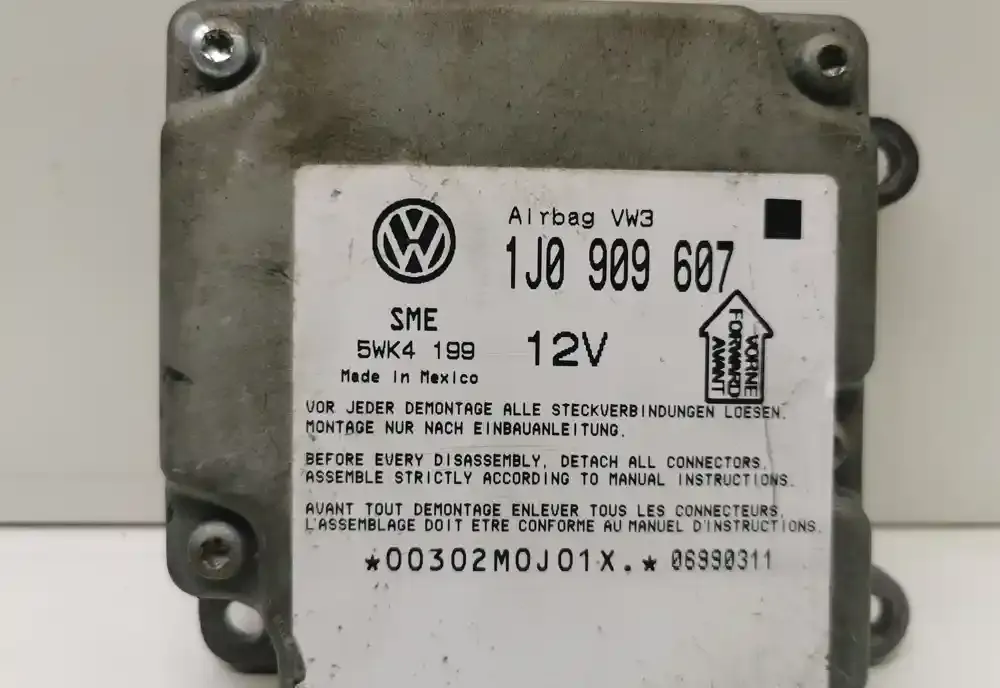 Airbag VW3
1J0 909 607
SME
5WK4 199
12V
Made in Mexico
VORNE
FORWARD
AVANT
VOR JEDER DEMONTAGE ALLE STECKVERBINDUNGEN LOESEN.
MONTAGE NUR NACH EINBAUANLEITUNG.
BEFORE EVERY DISASSEMBLY, DETACH ALL CONNECTORS.
ASSEMBLE STRICTLY ACCORDING TO MANUAL INSTRUCTIONS.
AVANT TOUT DEMONTAGE ENLEVER TOUS LES CONNECTEURS.
L'ASSEMBLAGE DOIT ETRE CONFORME AU MANUEL D'INSTRUCTIONS.
*00302M0J01X.* 06990311